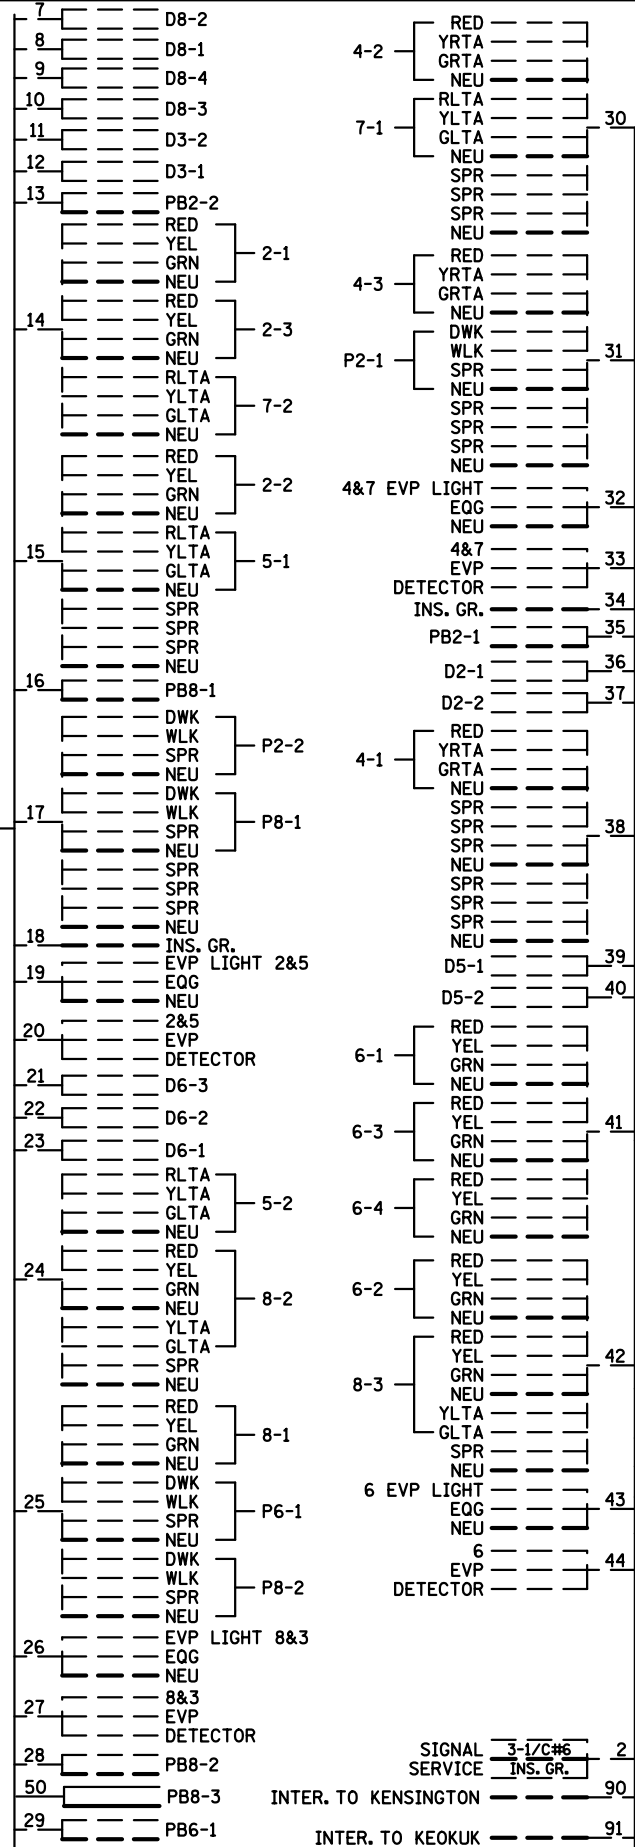 7 D8-2
8 D8-1
9 D8-4
10 D8-3
11 D3-2
12 D3-1
13 PB2-2
RED
YEL
GRN
NEU
2-1
14
RED
YEL
GRN
NEU
2-3
RLTA
YLTA
GLTA
NEU
7-2
RED
YEL
GRN
NEU
2-2
15
RLTA
YLTA
GLTA
NEU
5-1
SPR
SPR
SPR
NEU
16 PB8-1
DWK
WLK
SPR
NEU
P2-2
17
DWK
WLK
SPR
NEU
P8-1
SPR
SPR
SPR
NEU
18 INS. GR.
EVP LIGHT 2&5
19 EQG
NEU
2&5
20 EVP
DETECTOR
21 D6-3
22 D6-2
23 D6-1
RLTA
YLTA
GLTA
NEU
5-2
24
RED
YEL
GRN
NEU
YLTA
GLTA
8-2
SPR
NEU
RED
YEL
GRN
NEU
8-1
25
DWK
WLK
SPR
NEU
P6-1
DWK
WLK
SPR
NEU
P8-2
EVP LIGHT 8&3
26 EQG
NEU
8&3
27 EVP
DETECTOR
28 PB8-2
50 PB8-3
29 PB6-1
4-2
RED
YRTA
GRTA
NEU
7-1
RLTA
YLTA
GLTA
NEU
30
SPR
SPR
SPR
NEU
4-3
RED
YRTA
GRTA
NEU
P2-1
DWK
WLK
SPR
NEU
31
SPR
SPR
SPR
NEU
4&7 EVP LIGHT
EQG 32
NEU
4&7
EVP 33
DETECTOR
INS. GR. 34
PB2-1 35
D2-1 36
D2-2 37
4-1
RED
YRTA
GRTA
NEU
SPR
SPR
SPR
NEU
38
SPR
SPR
SPR
NEU
D5-1 39
D5-2 40
6-1
RED
YEL
GRN
NEU
6-3
RED
YEL
GRN
NEU
41
6-4
RED
YEL
GRN
NEU
6-2
RED
YEL
GRN
NEU
8-3
RED
YEL
GRN
NEU
YLTA
GLTA
42
SPR
NEU
6 EVP LIGHT
EQG 43
NEU
6
EVP 44
DETECTOR
SIGNAL 3-1/C#6 2
SERVICE INS. GR.
INTER. TO KENSINGTON 90
INTER. TO KEOKUK 91